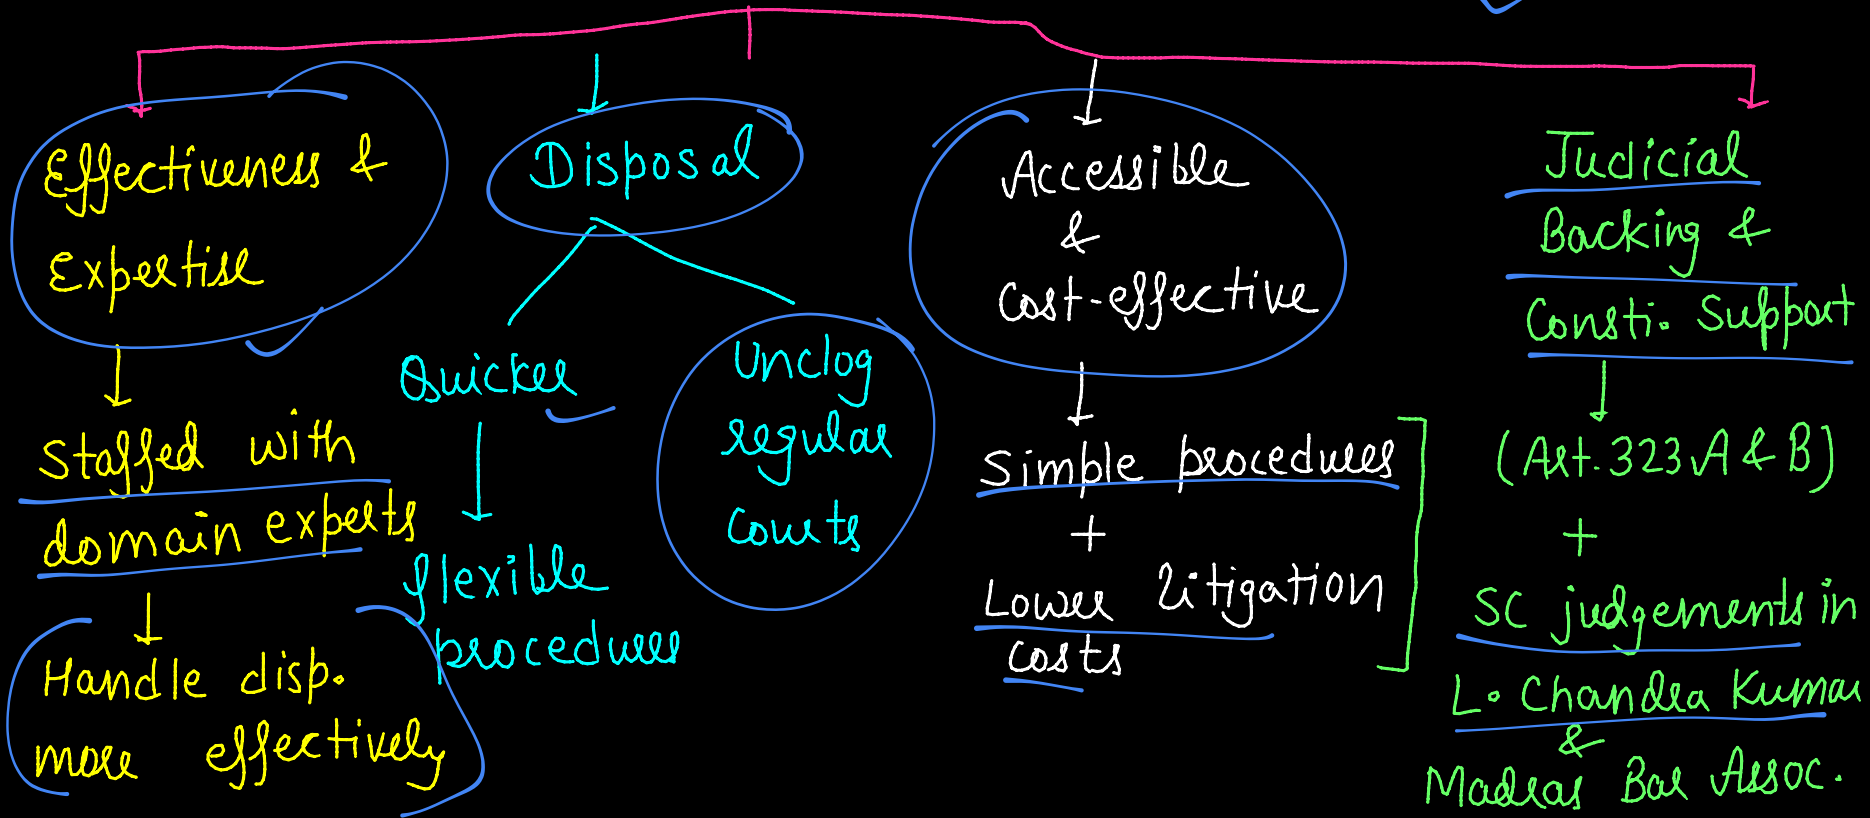 Effectiveness &
Expertise
Staffed with
domain experts
Handle disp.
more effectively
Disposal
Quicker
flexible
procedures
Unclog
regular
courts
Accessible
&
Cost-effective
Simple procedures
+
Lower litigation
costs
Judicial
Backing &
Consti. Support
(Art. 323 A & B)
+
SC judgements in
L. Chandra Kumar
&
Madras Bar Assoc.